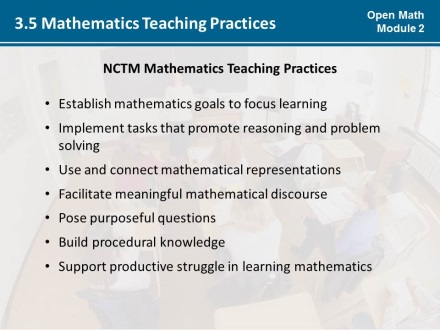 3.5 Mathematics Teaching Practices
Open Math
Module 2
NCTM Mathematics Teaching Practices
• Establish mathematics goals to focus learning
• Implement tasks that promote reasoning and problem
solving
• Use and connect mathematical representations
• Facilitate meaningful mathematical discourse
• Pose purposeful questions
• Build procedural knowledge
• Support productive struggle in learning mathematics